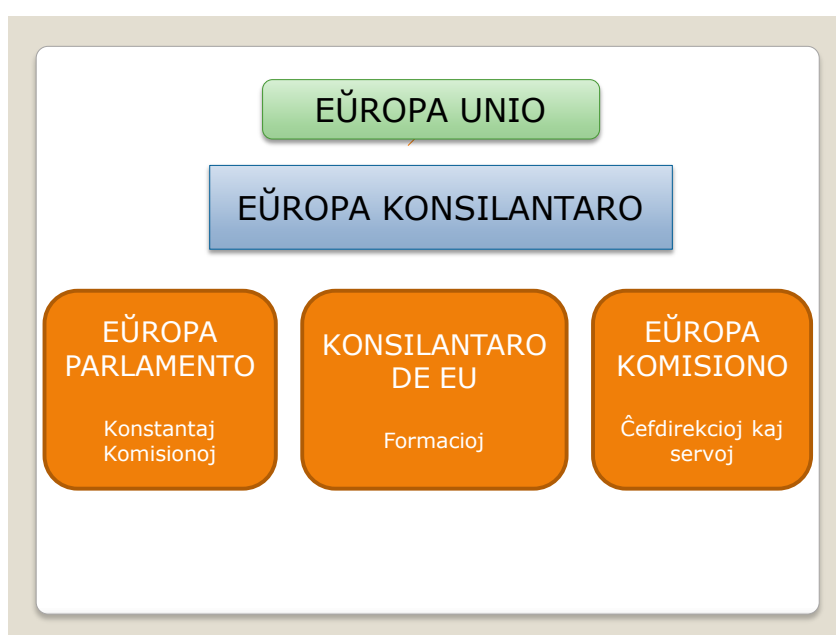 EŬROPA UNIO
EŬROPA KONSILANTARO
EŬROPA
PARLAMENTO
Konstantaj
Komisionoj
KONSILANTARO
DE EU
Formacioj
EŬROPA
KOMISIONO
Ĉefdirekcioj kaj
servoj